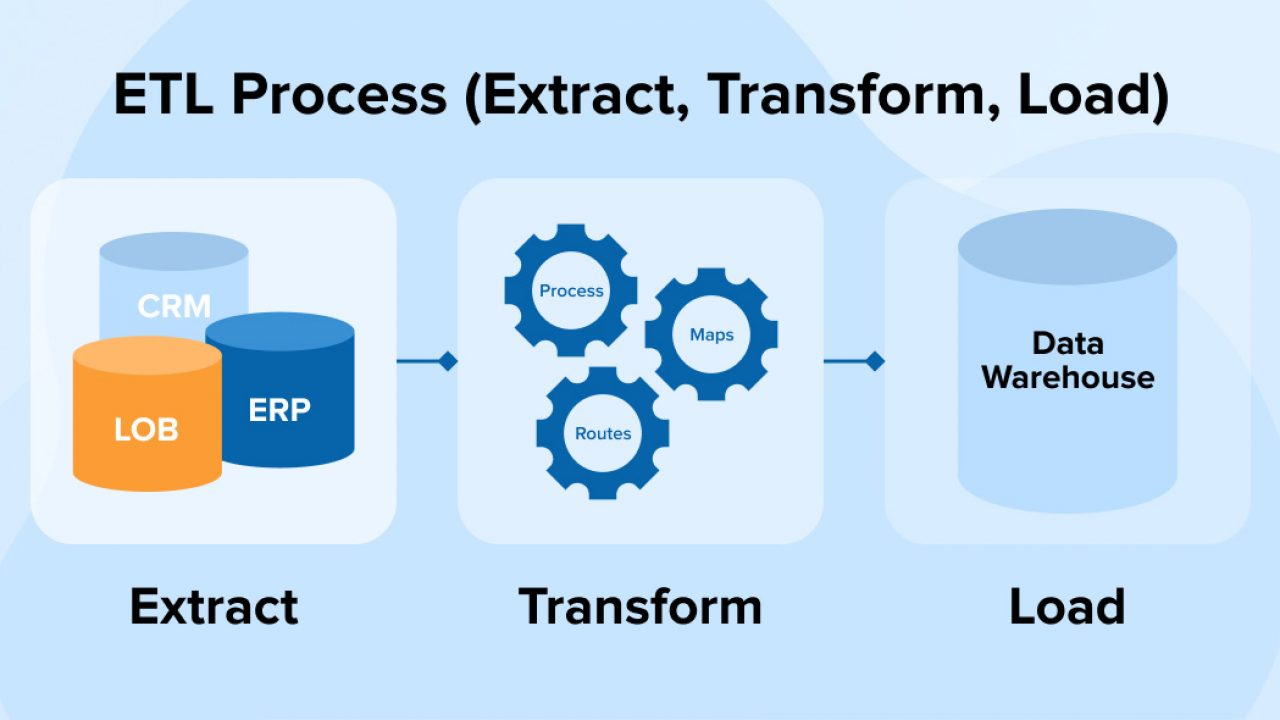 ETL Process (Extract, Transform, Load)
CRM
LOB
ERP
Process
Maps
Routes
Data
Warehouse
Extract
Transform
Load